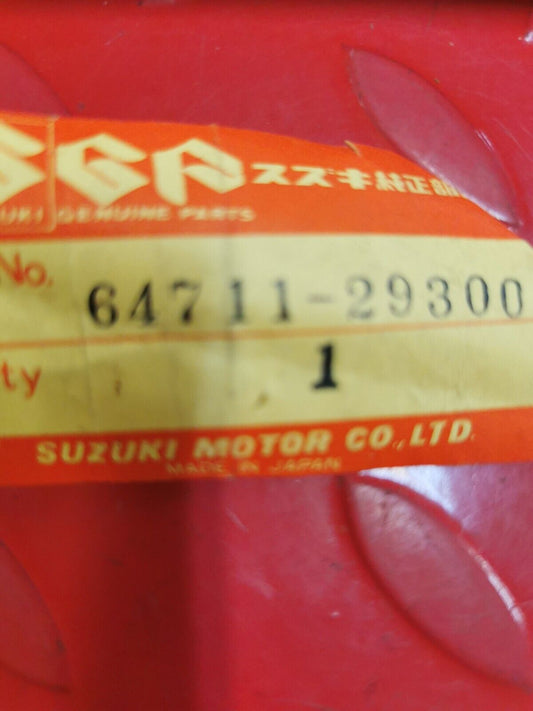 SGP スズキ純正部
UKI GENUINE PARTS
No. 64711-29300
ty 1
SUZUKI MOTOR CO., LTD.
MADE IN JAPAN